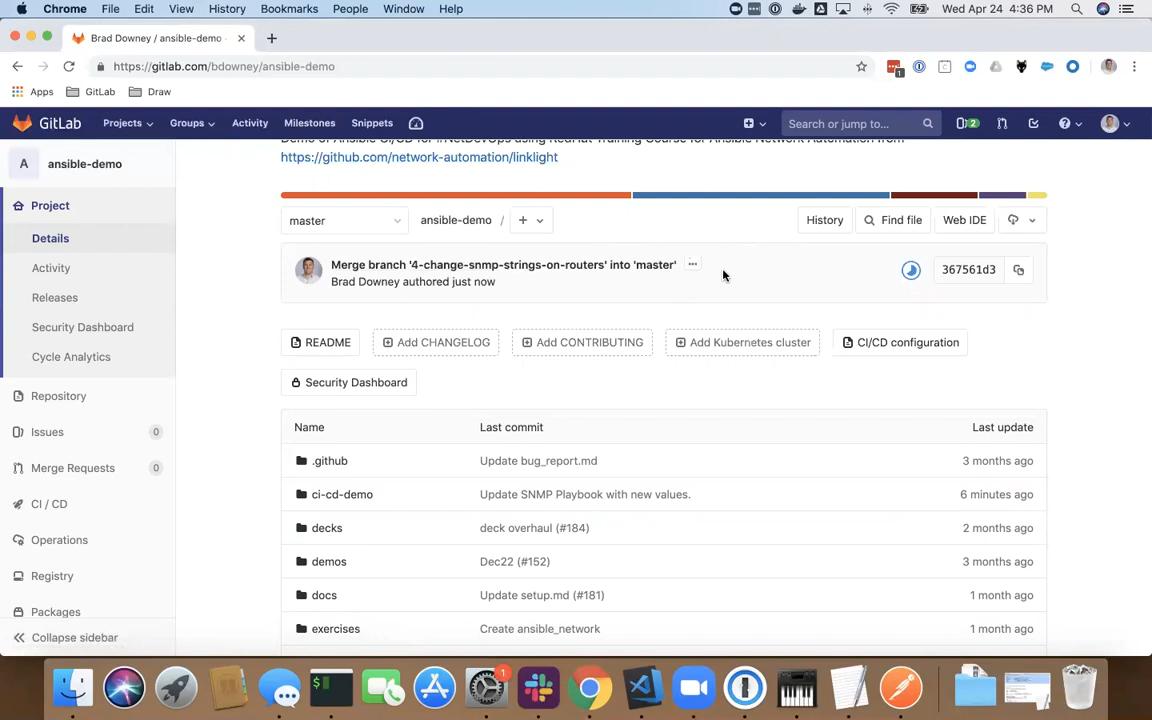 Chrome File Edit View History Bookmarks People Window Help Wed Apr 24 4:36 PM
Brad Downey / ansible-demo
https://gitlab.com/bdowney/ansible-demo
1
Apps GitLab Draw
GitLab Projects Groups Activity Milestones Snippets Search or jump to... 2
Demo of Ansible CI/CD for #NetDevOps using RedHat Training Course for Ansible Network Automation from
A ansible-demo
https://github.com/network-automation/linklight
Project
master ansible-demo / + History Find file Web IDE
Details
Merge branch '4-change-snmp-strings-on-routers' into 'master' ...
Brad Downey authored just now
367561d3
Activity
Releases
Security Dashboard
Cycle Analytics
README Add CHANGELOG Add CONTRIBUTING Add Kubernetes cluster CI/CD configuration
Security Dashboard
Repository
Issues 0
Merge Requests 0
CI / CD
Operations
Registry
Packages
Collapse sidebar
Name Last commit Last update
.github Update bug_report.md 3 months ago
ci-cd-demo Update SNMP Playbook with new values. 6 minutes ago
decks deck overhaul (#184) 2 months ago
demos Dec22 (#152) 3 months ago
docs Update setup.md (#181) 1 month ago
exercises Create ansible_network 1 month ago
1